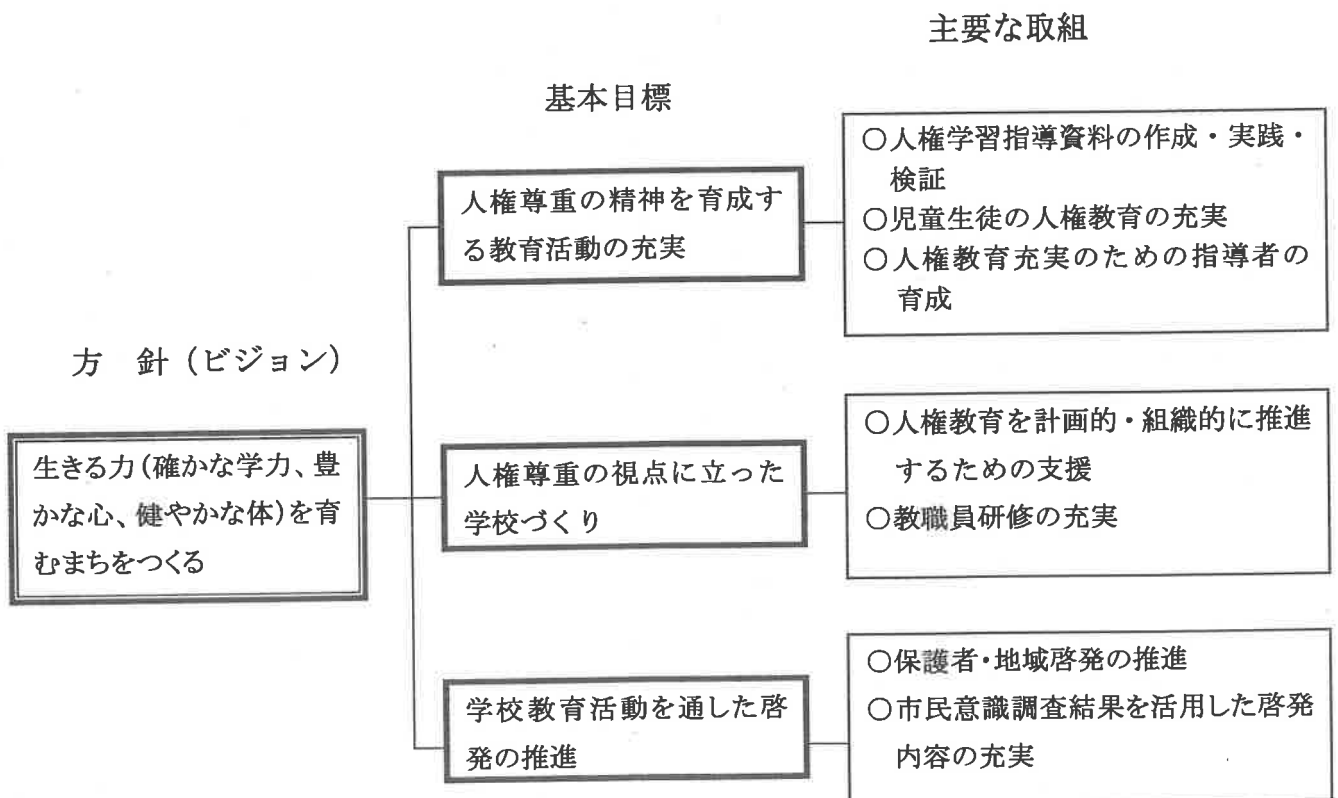 主要な取組
基本目標
人権尊重の精神を育成す
る教育活動の充実
○人権学習指導資料の作成・実践・
検証
○児童生徒の人権教育の充実
○人権教育充実のための指導者の
育成
方 針（ビジョン）
生きる力（確かな学力、豊
かな心、健やかな体）を育
むまちをつくる
人権尊重の視点に立った
学校づくり
○人権教育を計画的・組織的に推進
するための支援
○教職員研修の充実
学校教育活動を通した啓
発の推進
○保護者・地域啓発の推進
○市民意識調査結果を活用した啓発
内容の充実